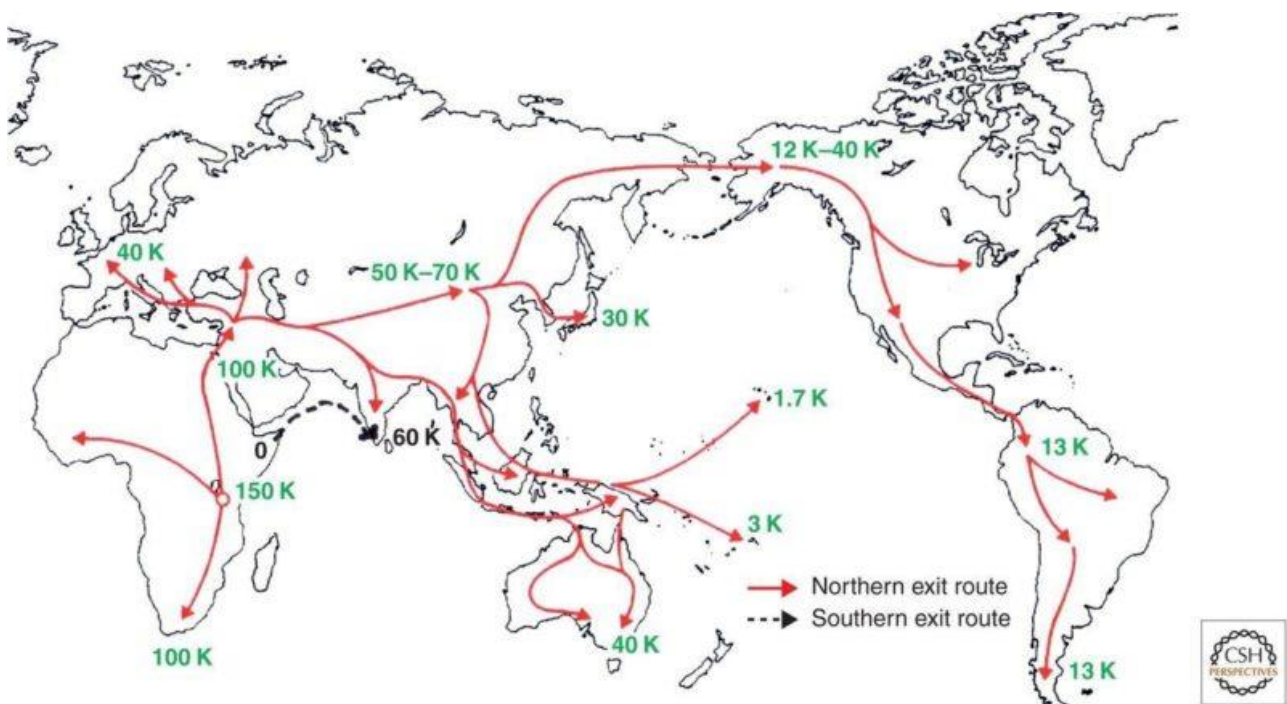 12 K–40 K
40 K
50 K–70 K
30 K
100 K
1.7 K
0
60 K
13 K
150 K
3 K
Northern exit route
Southern exit route
40 K
100 K
13 K
CSH
PERSPECTIVES